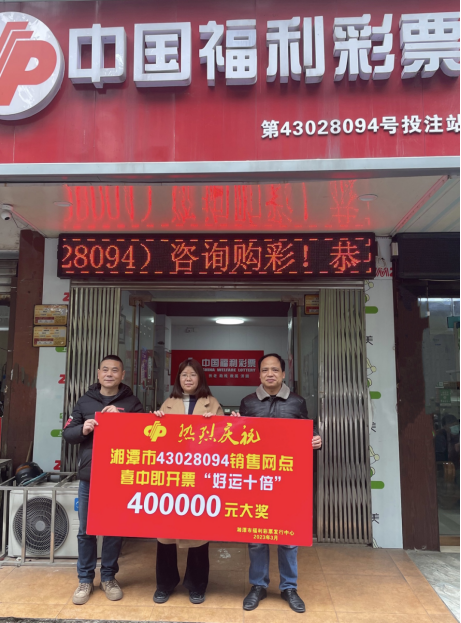 中国福利彩票
第43028094号投注站
28094）咨询购彩！恭
中国福利彩票
CHINA WELFARE LOTTERY
热烈庆祝
湘潭市43028094销售网点
喜中即开票“好运十倍”
400000元大奖
湘潭市福利彩票发行中心
2023年3月